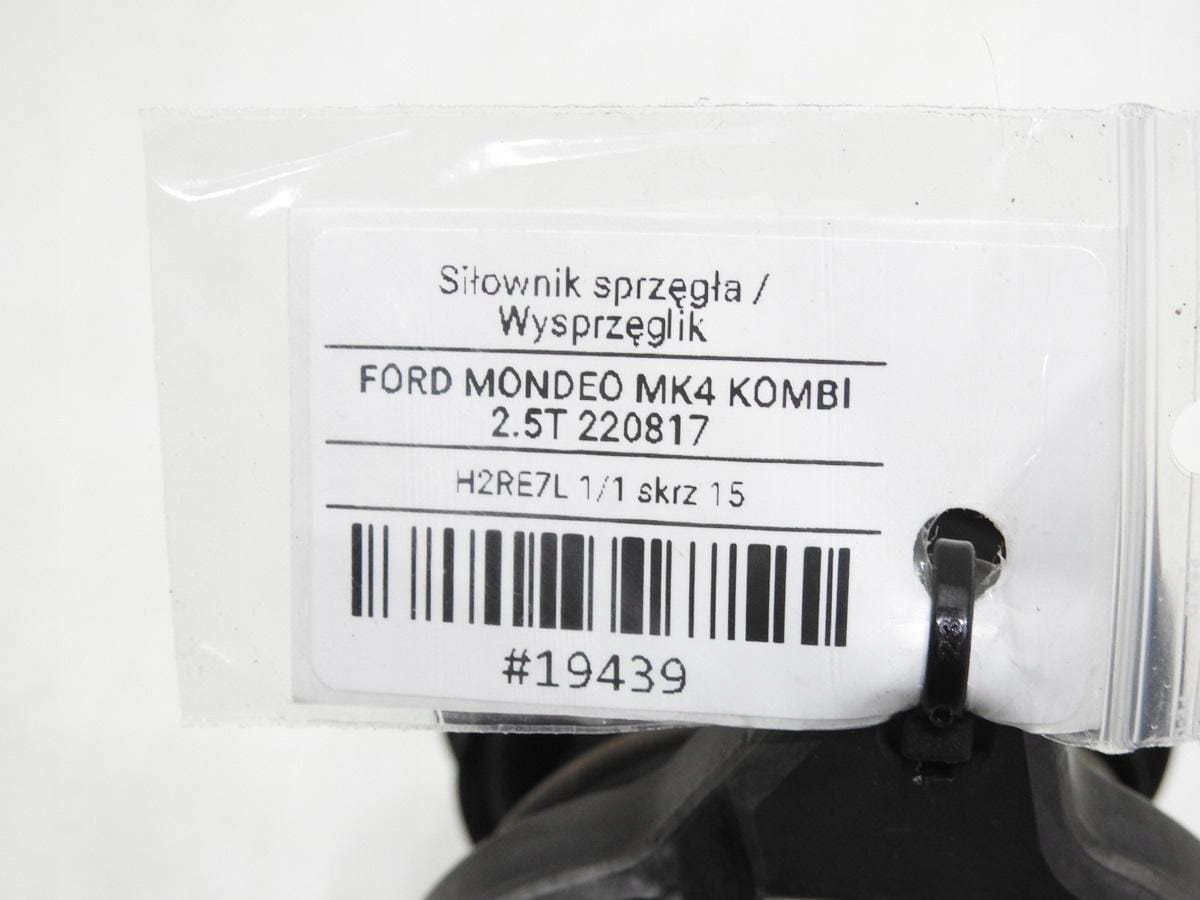 Siłownik sprzęgła /
Wysprzęglik
FORD MONDEO MK4 KOMBI
2.5T 220817
H2RE7L 1/1 skrz 15
#19439